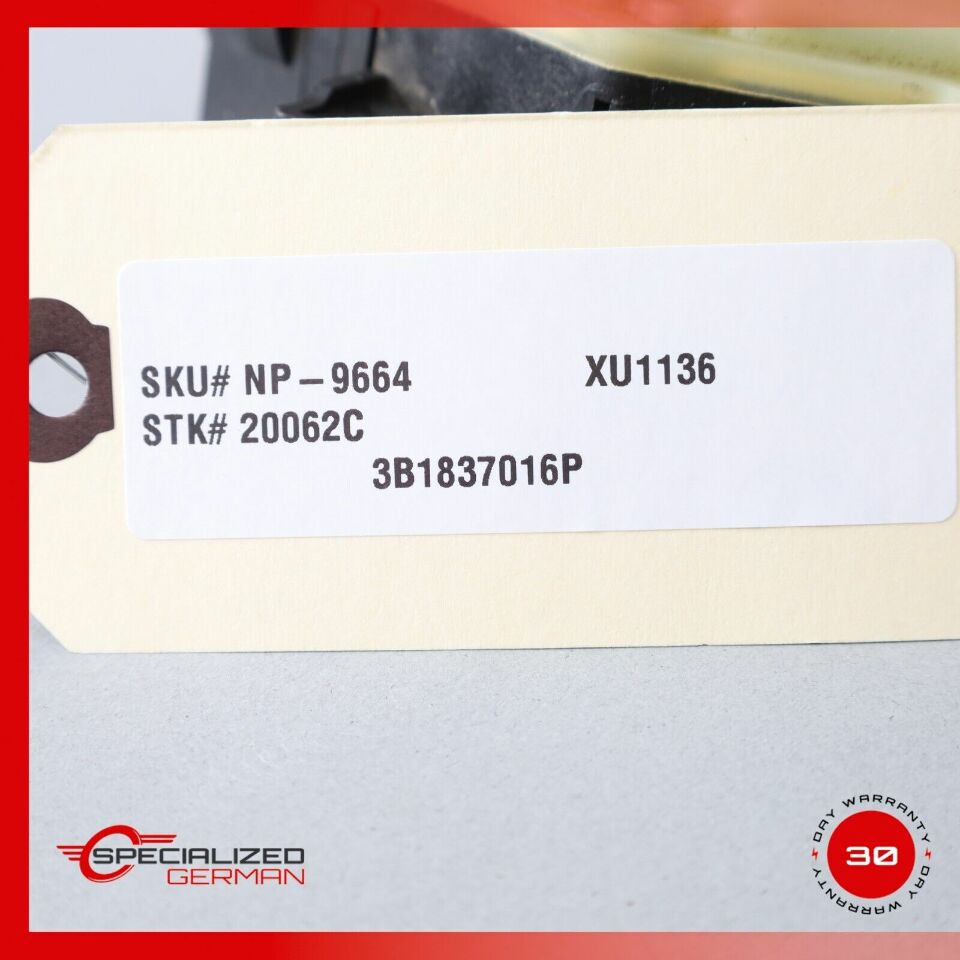 SKU# NP-9664 XU1136
STK# 20062C
3B1837016P
SPECIALIZED
GERMAN
DAY WARRANTY
30
DAY WARRANTY